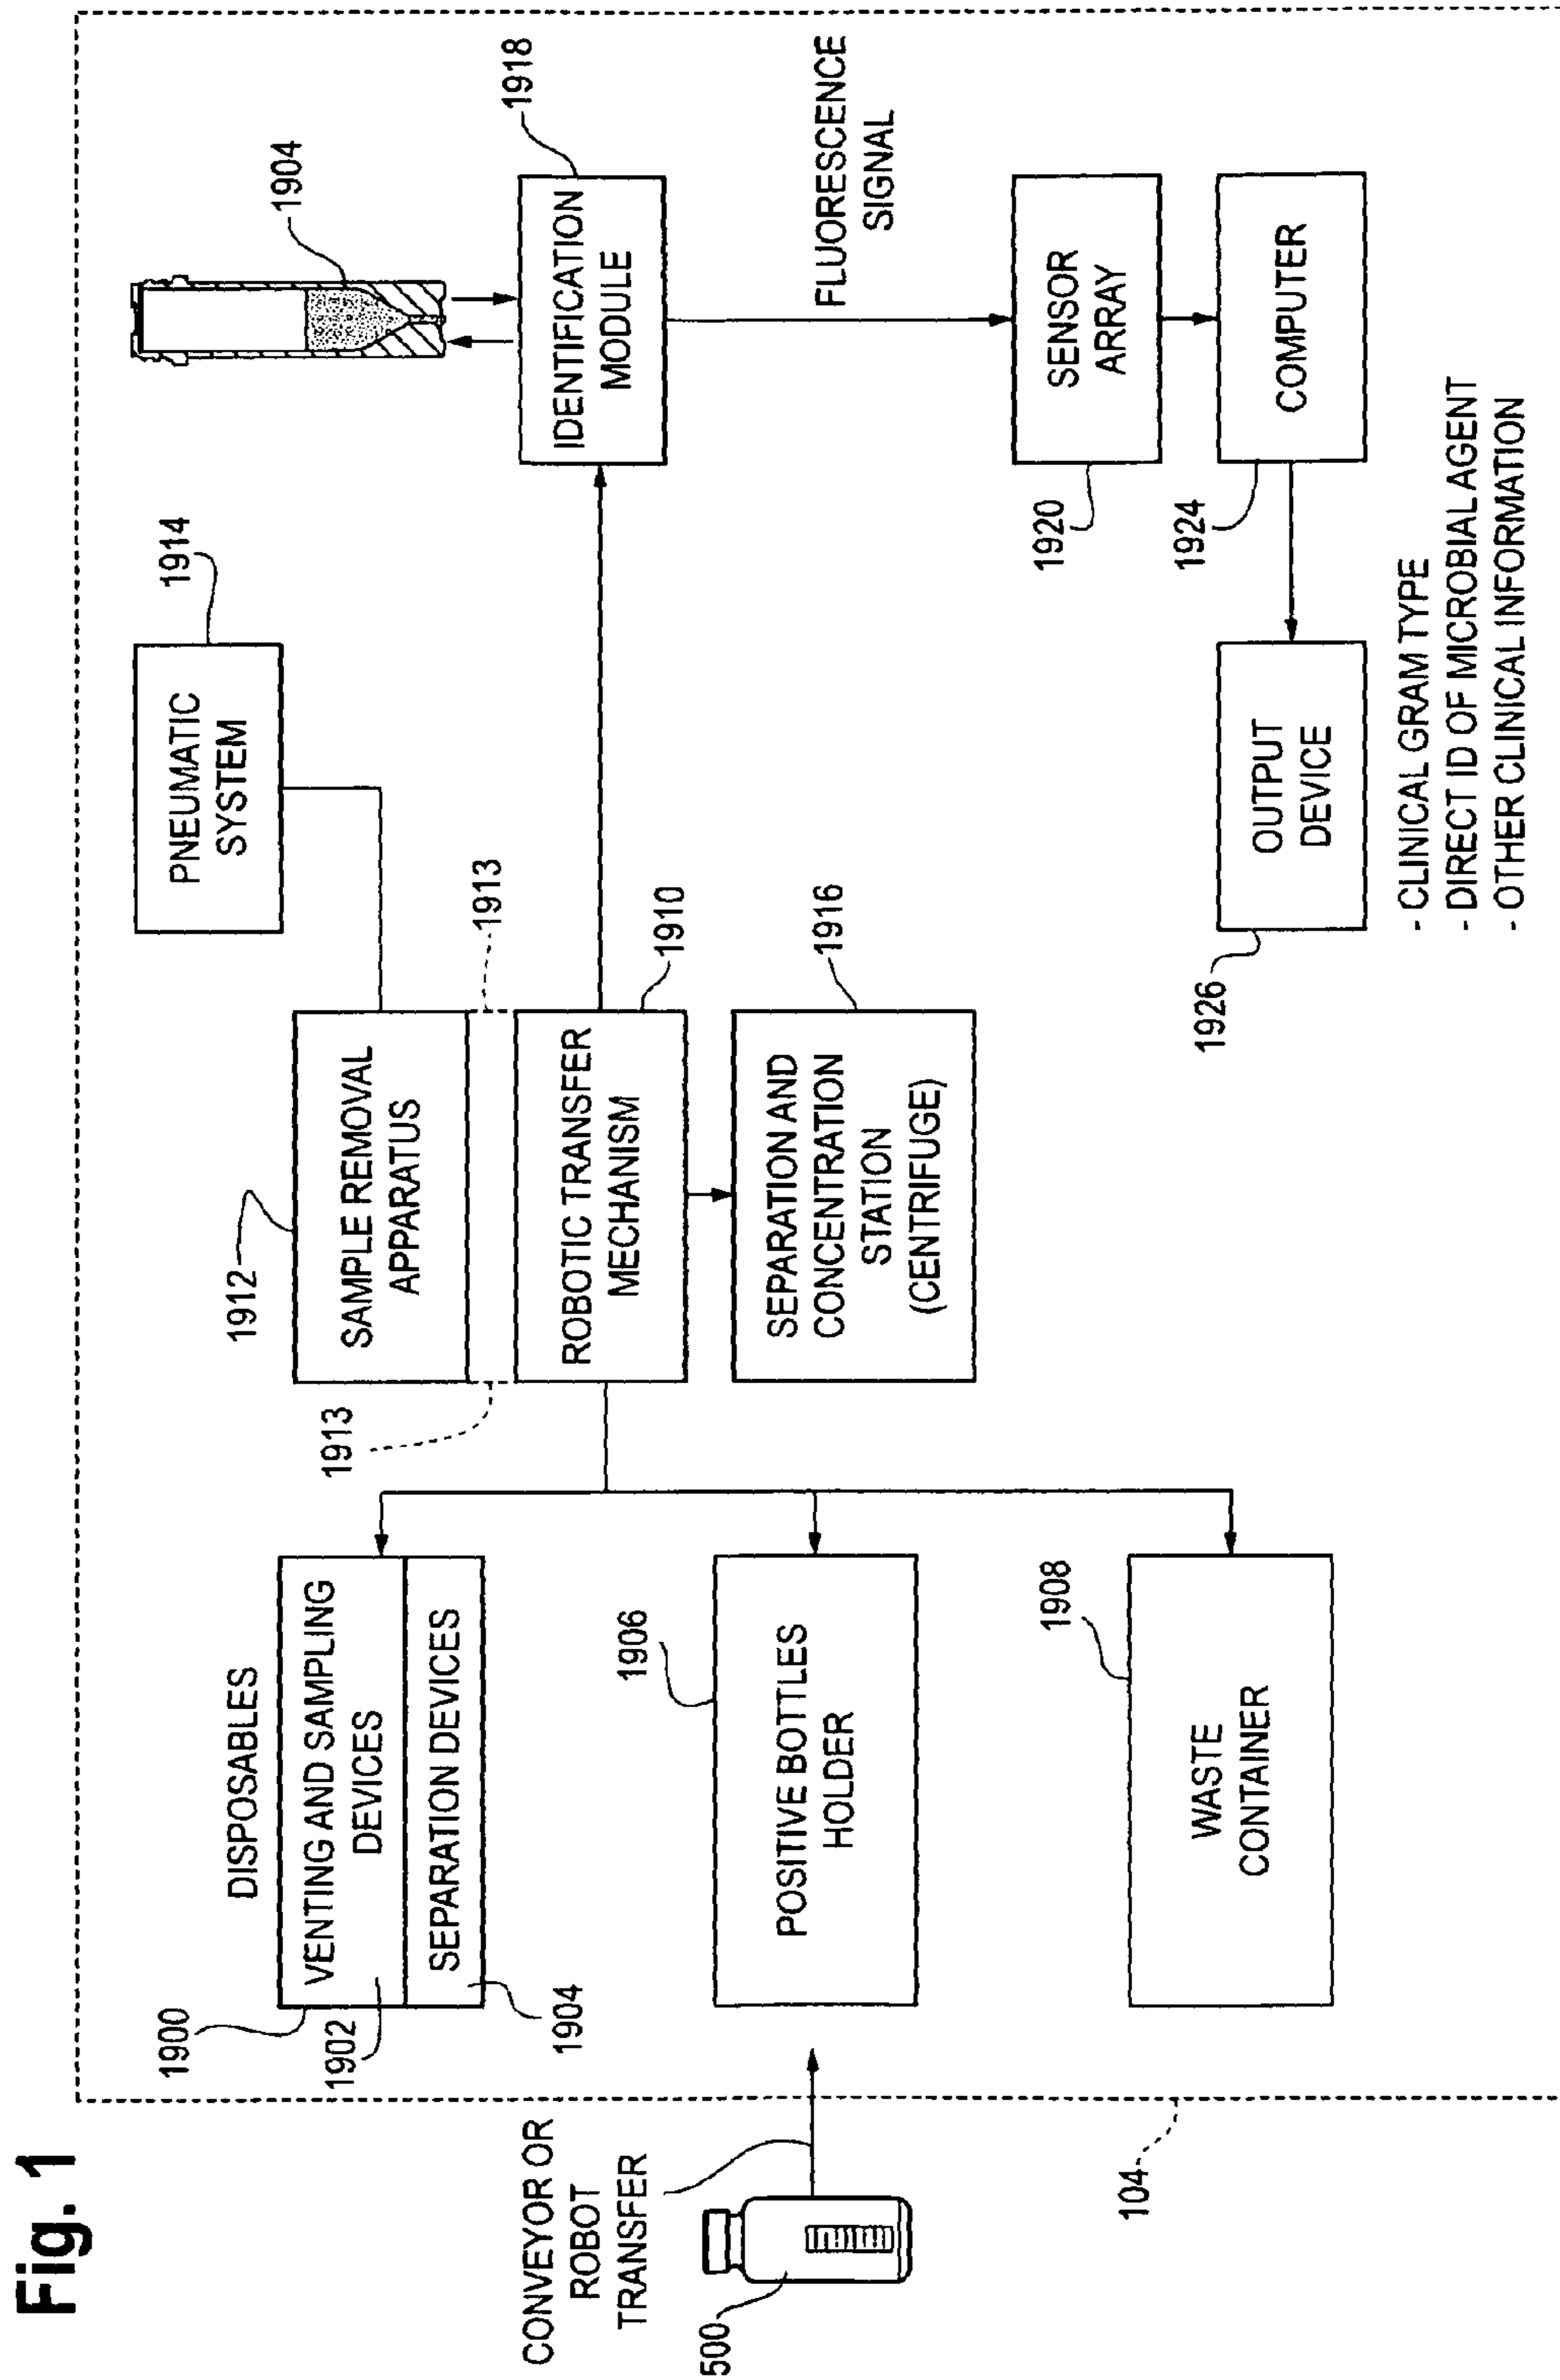 Fig. 1
CONVEYOR OR
ROBOT
TRANSFER
500
104
DISPOSABLES
1900
VENTING AND SAMPLING
DEVICES
1902
SEPARATION DEVICES
1904
1906
POSITIVE BOTTLES
HOLDER
1908
WASTE
CONTAINER
1912
SAMPLE REMOVAL
APPARATUS
1913
1913
ROBOTIC TRANSFER
MECHANISM
1910
SEPARATION AND
CONCENTRATION
STATION
(CENTRIFUGE)
1916
PNEUMATIC
SYSTEM
1914
1904
IDENTIFICATION
MODULE
1918
FLUORESCENCE
SIGNAL
SENSOR
ARRAY
1920
COMPUTER
1924
OUTPUT
DEVICE
1926
- CLINICAL GRAM TYPE
- DIRECT ID OF MICROBIAL AGENT
- OTHER CLINICAL INFORMATION